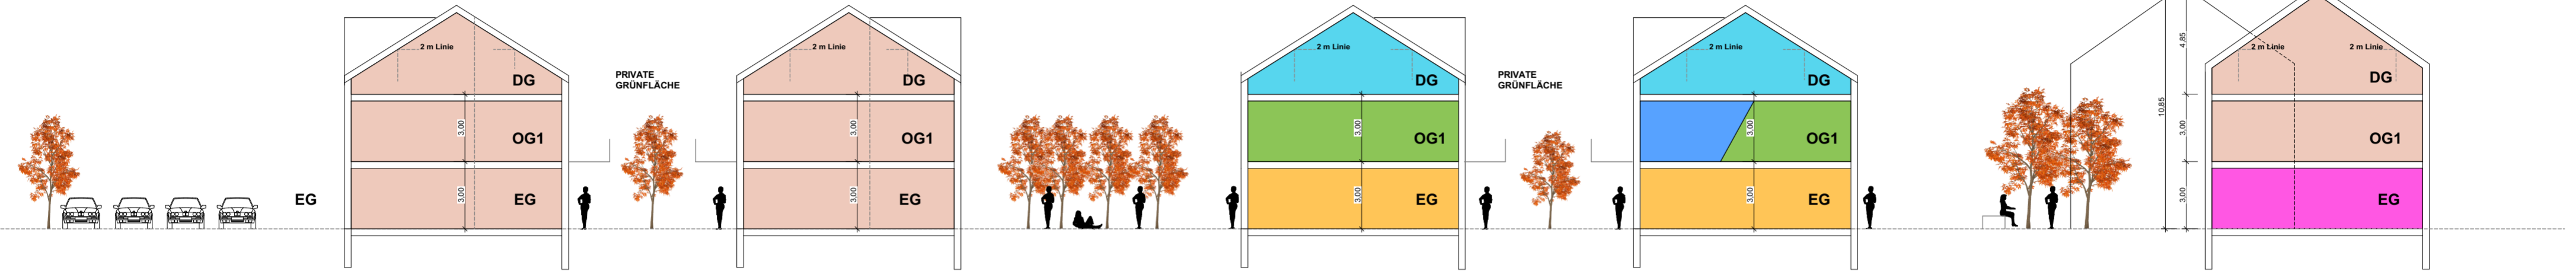 2 m Linie
DG
3,00
OG1
3,00
EG
EG
PRIVATE
GRÜNFLÄCHE
2 m Linie
DG
3,00
OG1
3,00
EG
2 m Linie
DG
3,00
OG1
3,00
EG
PRIVATE
GRÜNFLÄCHE
2 m Linie
DG
3,00
OG1
3,00
EG
10,85
4,85
3,00
3,00
2 m Linie
2 m Linie
DG
OG1
EG